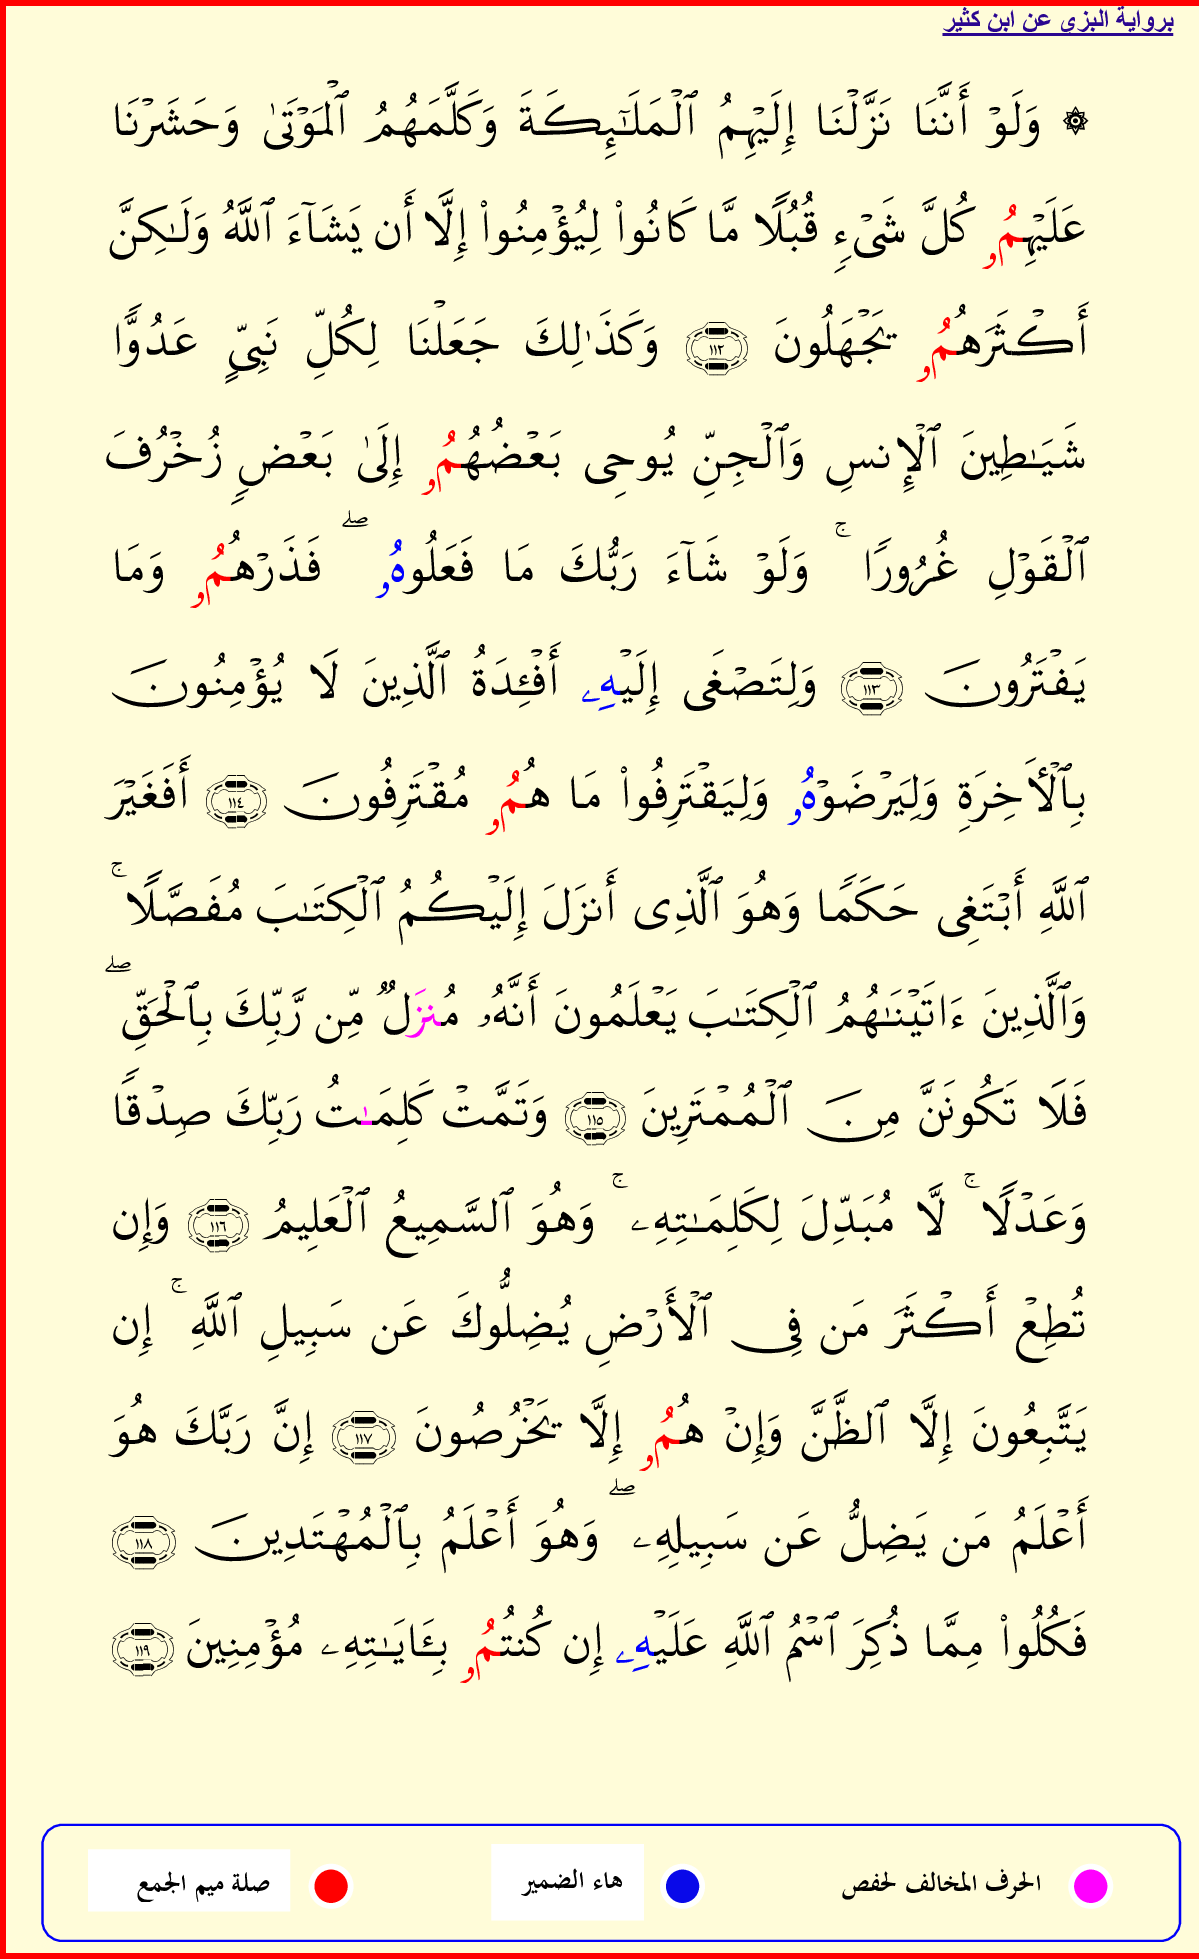 برواية البزي عن ابن كثير
۞ وَلَوۡ أَنَّنَا نَزَّلۡنَا إِلَيۡهِمُ ٱلۡمَلَٰٓئِكَةَ وَكَلَّمَهُمُ ٱلۡمَوۡتَىٰ وَحَشَرۡنَا
عَلَيۡهِمُۥ كُلَّ شَيۡءٖ قُبُلٗا مَّا كَانُواْ لِيُؤۡمِنُواْ إِلَّا أَن يَشَآءَ ٱللَّهُ وَلَٰكِنَّ
أَكۡثَرَهُمُۥ يَجۡهَلُونَ ١١٢ وَكَذَٰلِكَ جَعَلۡنَا لِكُلِّ نَبِيٍّ عَدُوّٗا
شَيَٰطِينَ ٱلۡإِنسِ وَٱلۡجِنِّ يُوحِي بَعۡضُهُمُۥ إِلَىٰ بَعۡضٖ زُخۡرُفَ
ٱلۡقَوۡلِ غُرُورٗاۚ وَلَوۡ شَآءَ رَبُّكَ مَا فَعَلُوهُۥۖ فَذَرۡهُمُۥ وَمَا
يَفۡتَرُونَ ١١٣ وَلِتَصۡغَىٰ إِلَيۡهِۦ أَفۡـِٔدَةُ ٱلَّذِينَ لَا يُؤۡمِنُونَ
بِٱلۡأٓخِرَةِ وَلِيَرۡضَوۡهُۥ وَلِيَقۡتَرِفُواْ مَا هُمُۥ مُقۡتَرِفُونَ ١١٤ أَفَغَيۡرَ
ٱللَّهِ أَبۡتَغِي حَكَمٗا وَهُوَ ٱلَّذِي أَنزَلَ إِلَيۡكُمُ ٱلۡكِتَٰبَ مُفَصَّلٗاۚ
وَٱلَّذِينَ ءَاتَيۡنَٰهُمُ ٱلۡكِتَٰبَ يَعۡلَمُونَ أَنَّهُۥ مُنزَلٞ مِّن رَّبِّكَ بِٱلۡحَقِّۖ
فَلَا تَكُونَنَّ مِنَ ٱلۡمُمۡتَرِينَ ١١٥ وَتَمَّتۡ كَلِمَٰتُ رَبِّكَ صِدۡقٗا
وَعَدۡلٗاۚ لَّا مُبَدِّلَ لِكَلِمَٰتِهِۦۚ وَهُوَ ٱلسَّمِيعُ ٱلۡعَلِيمُ ١١٦ وَإِن
تُطِعۡ أَكۡثَرَ مَن فِي ٱلۡأَرۡضِ يُضِلُّوكَ عَن سَبِيلِ ٱللَّهِۚ إِن
يَتَّبِعُونَ إِلَّا ٱلظَّنَّ وَإِنۡ هُمُۥ إِلَّا يَخۡرُصُونَ ١١٧ إِنَّ رَبَّكَ هُوَ
أَعۡلَمُ مَن يَضِلُّ عَن سَبِيلِهِۦۖ وَهُوَ أَعۡلَمُ بِٱلۡمُهۡتَدِينَ ١١٨
فَكُلُواْ مِمَّا ذُكِرَ ٱسۡمُ ٱللَّهِ عَلَيۡهِۦ إِن كُنتُمُۥ بِـَٔايَٰتِهِۦ مُؤۡمِنِينَ ١١٩
الحرف المخالف لحفص هاء الضمير صلة ميم الجمع